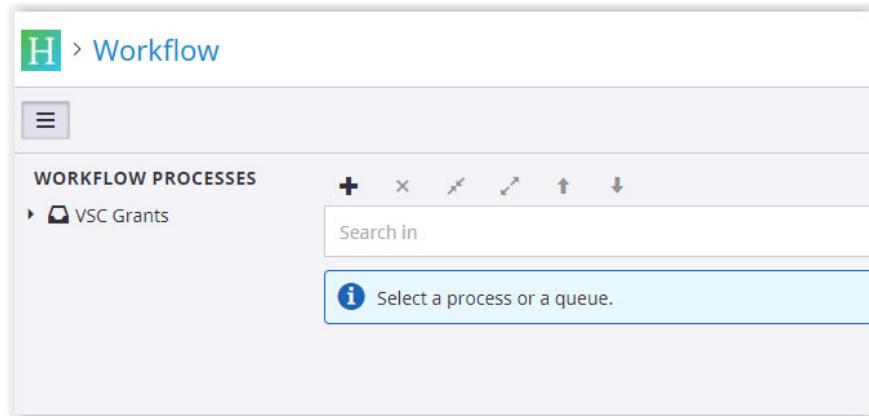 H > Workflow
WORKFLOW PROCESSES
VSC Grants
Search in
Select a process or a queue.